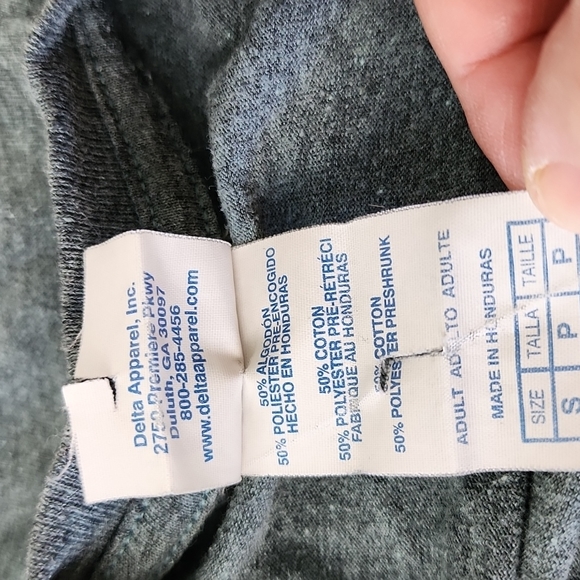 Delta Apparel, Inc.
2750 Premiere Pkwy
Duluth, GA 30097
800-285-4456
www.deltaapparel.com
50% ALGODÓN
50% POLIESTER PRE-ENCOGIDO
HECHO EN HONDURAS
50% COTON
50% POLYESTER PRÉ-RÉTRÉCI
FABRIQUÉ AU HONDURAS
50% COTTON
50% POLYESTER PRESHRUNK
ADULT ADULTO ADULTE
MADE IN HONDURAS
SIZE TALLA TAILLE
S P P